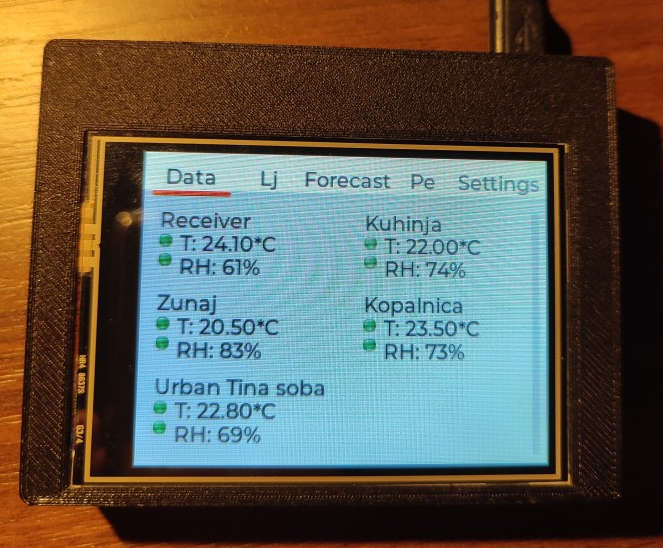 Data Lj Forecast Pe Settings
Receiver
T: 24.10*C
RH: 61%
Kuhinja
T: 22.00*C
RH: 74%
Zunaj
T: 20.50*C
RH: 83%
Kopalnica
T: 23.50*C
RH: 73%
Urban Tina soba
T: 22.80*C
RH: 69%